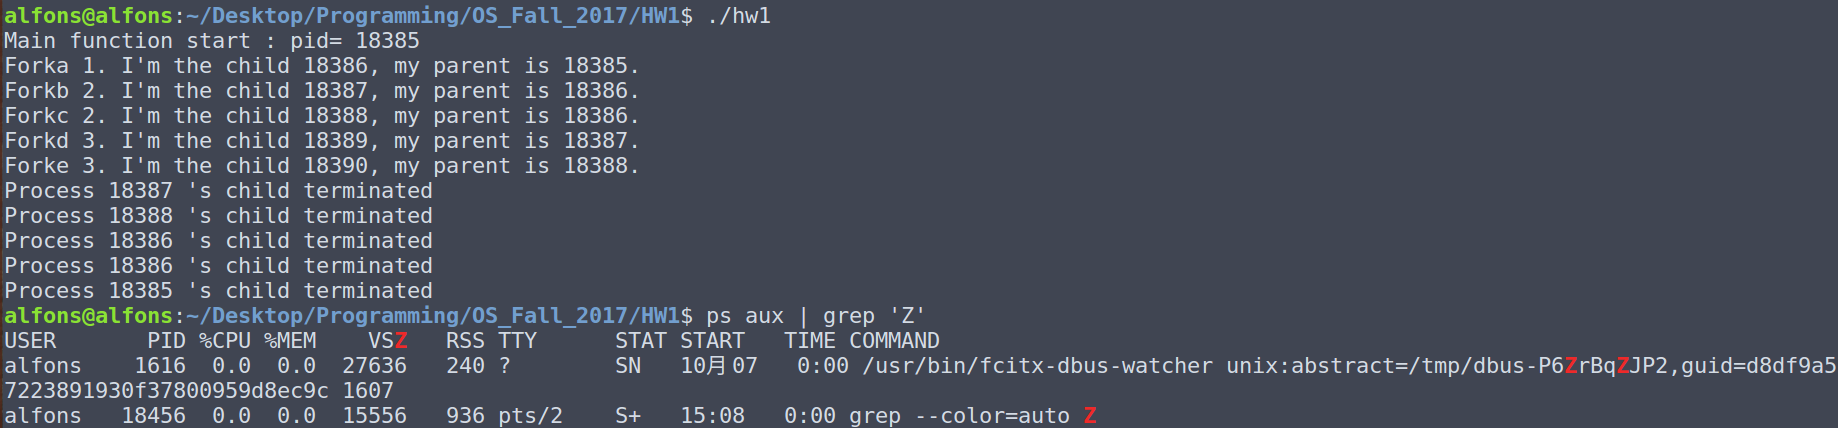 alfons@alfons:~/Desktop/Programming/OS_Fall_2017/HW1$ ./hw1
Main function start : pid= 18385
Forka 1. I'm the child 18386, my parent is 18385.
Forkb 2. I'm the child 18387, my parent is 18386.
Forkc 2. I'm the child 18388, my parent is 18386.
Forkd 3. I'm the child 18389, my parent is 18387.
Forke 3. I'm the child 18390, my parent is 18388.
Process 18387 's child terminated
Process 18388 's child terminated
Process 18386 's child terminated
Process 18386 's child terminated
Process 18385 's child terminated
alfons@alfons:~/Desktop/Programming/OS_Fall_2017/HW1$ ps aux | grep 'Z'
USER       PID %CPU %MEM    VSZ   RSS TTY      STAT START   TIME COMMAND
alfons    1616  0.0  0.0  27636   240 ?        SN   10月07   0:00 /usr/bin/fcitx-dbus-watcher unix:abstract=/tmp/dbus-P6ZrBqZJP2,guid=d8df9a5
7223891930f37800959d8ec9c 1607
alfons   18456  0.0  0.0  15556   936 pts/2    S+   15:08   0:00 grep --color=auto Z